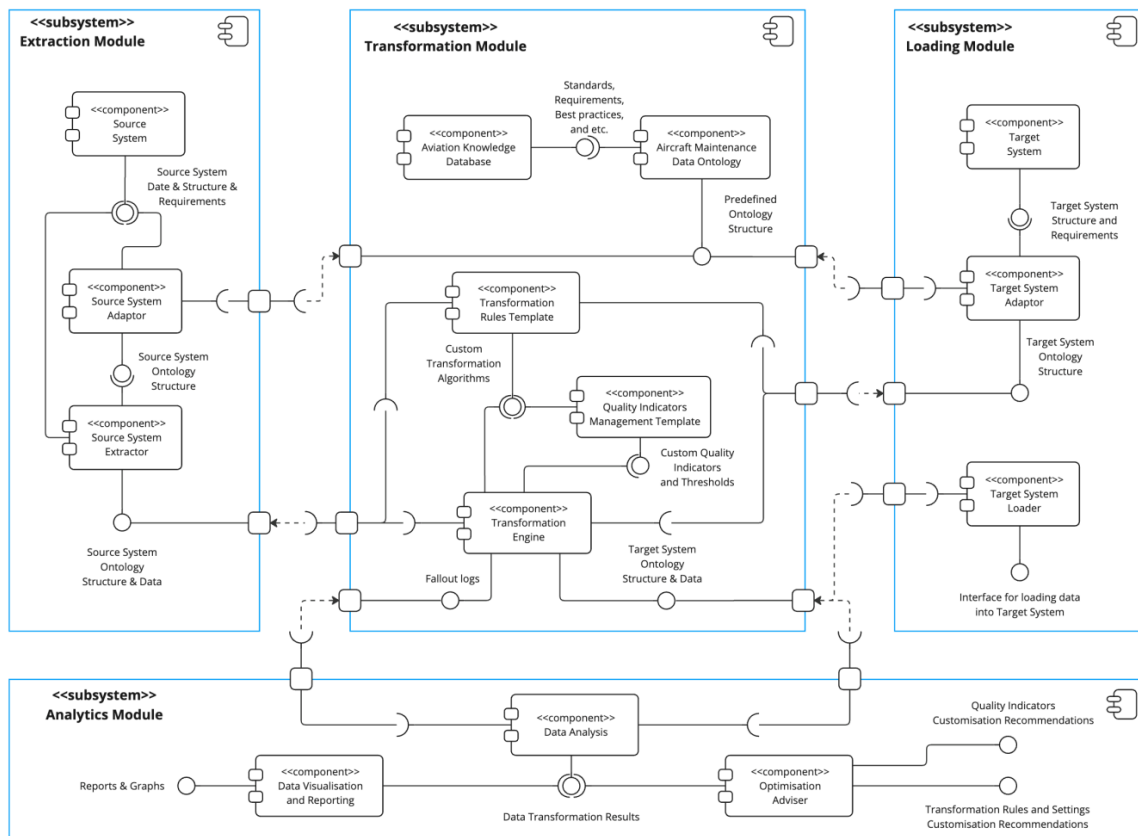 <<subsystem>>
Extraction Module
<<component>>
Source
System
Source System
Date & Structure &
Requirements
<<component>>
Source System
Adaptor
Source System
Ontology
Structure
<<component>>
Source System
Extractor
Source System
Ontology
Structure & Data
<<subsystem>>
Transformation Module
<<component>>
Aviation Knowledge
Database
Standards,
Requirements,
Best practices,
and etc.
<<component>>
Aircraft Maintenance
Data Ontology
Predefined
Ontology
Structure
<<component>>
Transformation
Rules Template
Custom
Transformation
Algorithms
<<component>>
Quality Indicators
Management Template
Custom Quality
Indicators
and Thresholds
<<component>>
Transformation
Engine
Fallout logs
Target System
Ontology
Structure & Data
<<subsystem>>
Loading Module
<<component>>
Target
System
Target System
Structure and
Requirements
<<component>>
Target System
Adaptor
Target System
Ontology
Structure
<<component>>
Target System
Loader
Interface for loading data
into Target System
<<subsystem>>
Analytics Module
<<component>>
Data Analysis
Reports & Graphs
<<component>>
Data Visualisation
and Reporting
Data Transformation Results
<<component>>
Optimisation
Adviser
Quality Indicators
Customisation Recommendations
Transformation Rules and Settings
Customisation Recommendations